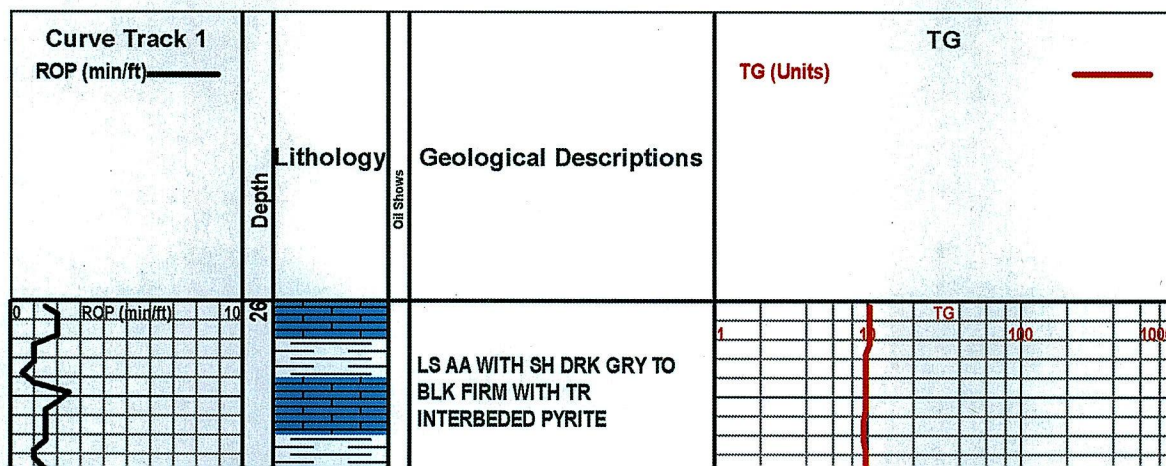 Curve Track 1
ROP (min/ft)
Depth
Lithology
Oil Shows
Geological Descriptions
TG
TG (Units)
0 ROP (min/ft) 10
26
TG
1 10 100 1000
LS AA WITH SH DRK GRY TO
BLK FIRM WITH TR
INTERBEDED PYRITE